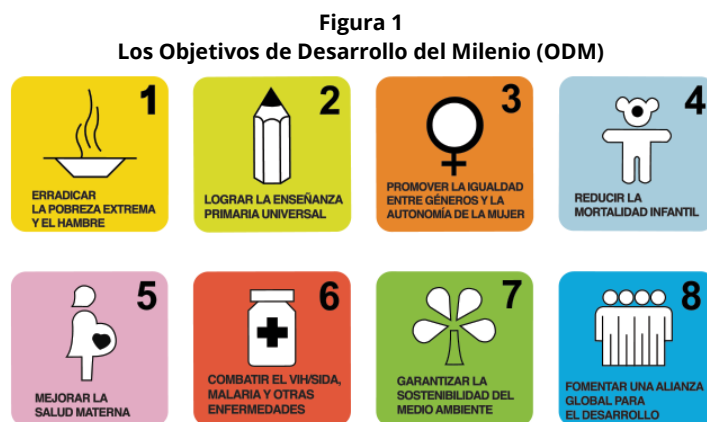 Figura 1
Los Objetivos de Desarrollo del Milenio (ODM)
1
ERRADICAR
LA POBREZA EXTREMA
Y EL HAMBRE
2
LOGRAR LA ENSEÑANZA
PRIMARIA UNIVERSAL
3
PROMOVER LA IGUALDAD
ENTRE GÉNEROS Y LA
AUTONOMÍA DE LA MUJER
4
REDUCIR LA
MORTALIDAD INFANTIL
5
MEJORAR LA
SALUD MATERNA
6
COMBATIR EL VIH/SIDA,
MALARIA Y OTRAS
ENFERMEDADES
7
GARANTIZAR LA
SOSTENIBILIDAD DEL
MEDIO AMBIENTE
8
FOMENTAR UNA ALIANZA
GLOBAL PARA
EL DESARROLLO